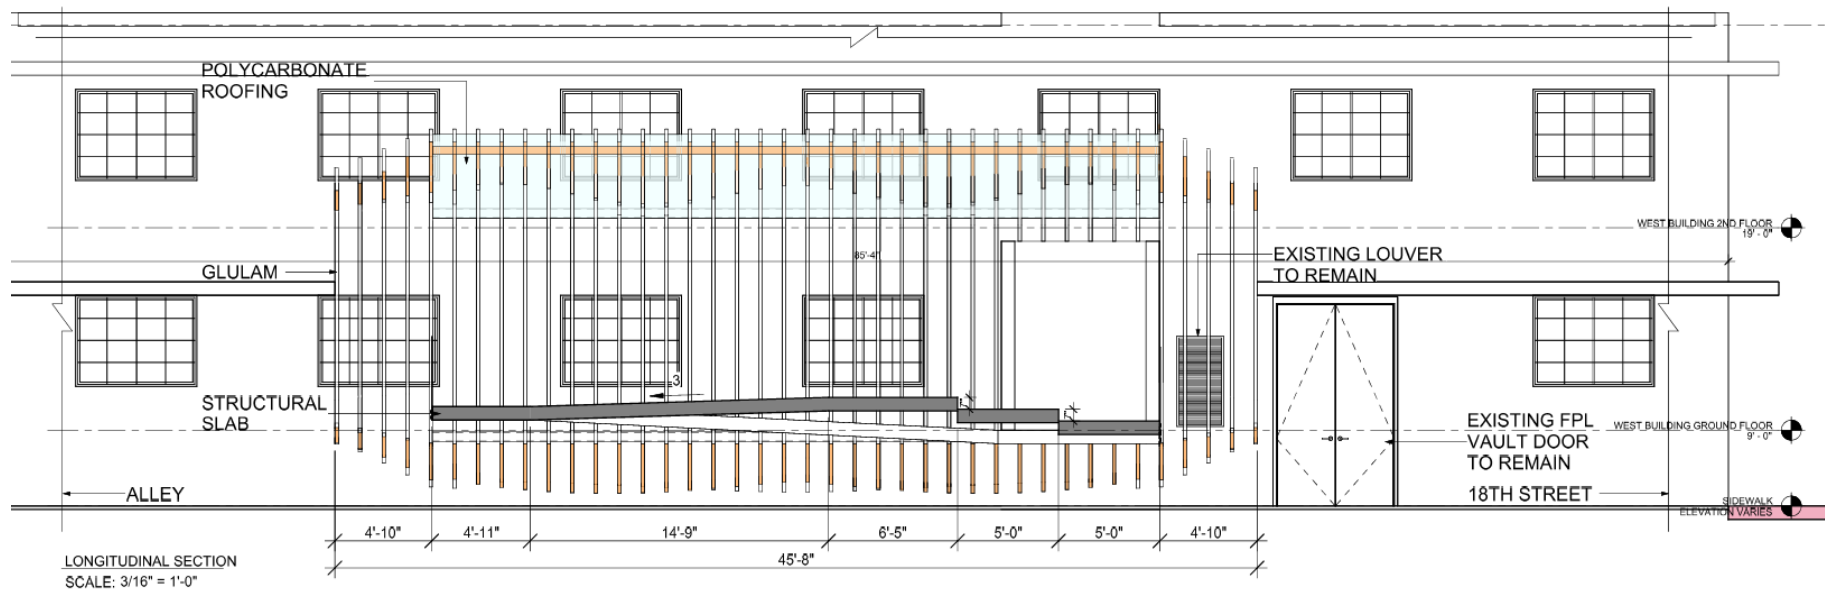 POLYCARBONATE
ROOFING
WEST BUILDING 2ND FLOOR
19' - 0"
85'-4"
EXISTING LOUVER
TO REMAIN
GLULAM
3
STRUCTURAL
SLAB
EXISTING FPL
VAULT DOOR
TO REMAIN
WEST BUILDING GROUND FLOOR
9' - 0"
ALLEY
18TH STREET
SIDEWALK
ELEVATION VARIES
4'-10" 4'-11" 14'-9" 6'-5" 5'-0" 5'-0" 4'-10"
45'-8"
LONGITUDINAL SECTION
SCALE: 3/16" = 1'-0"